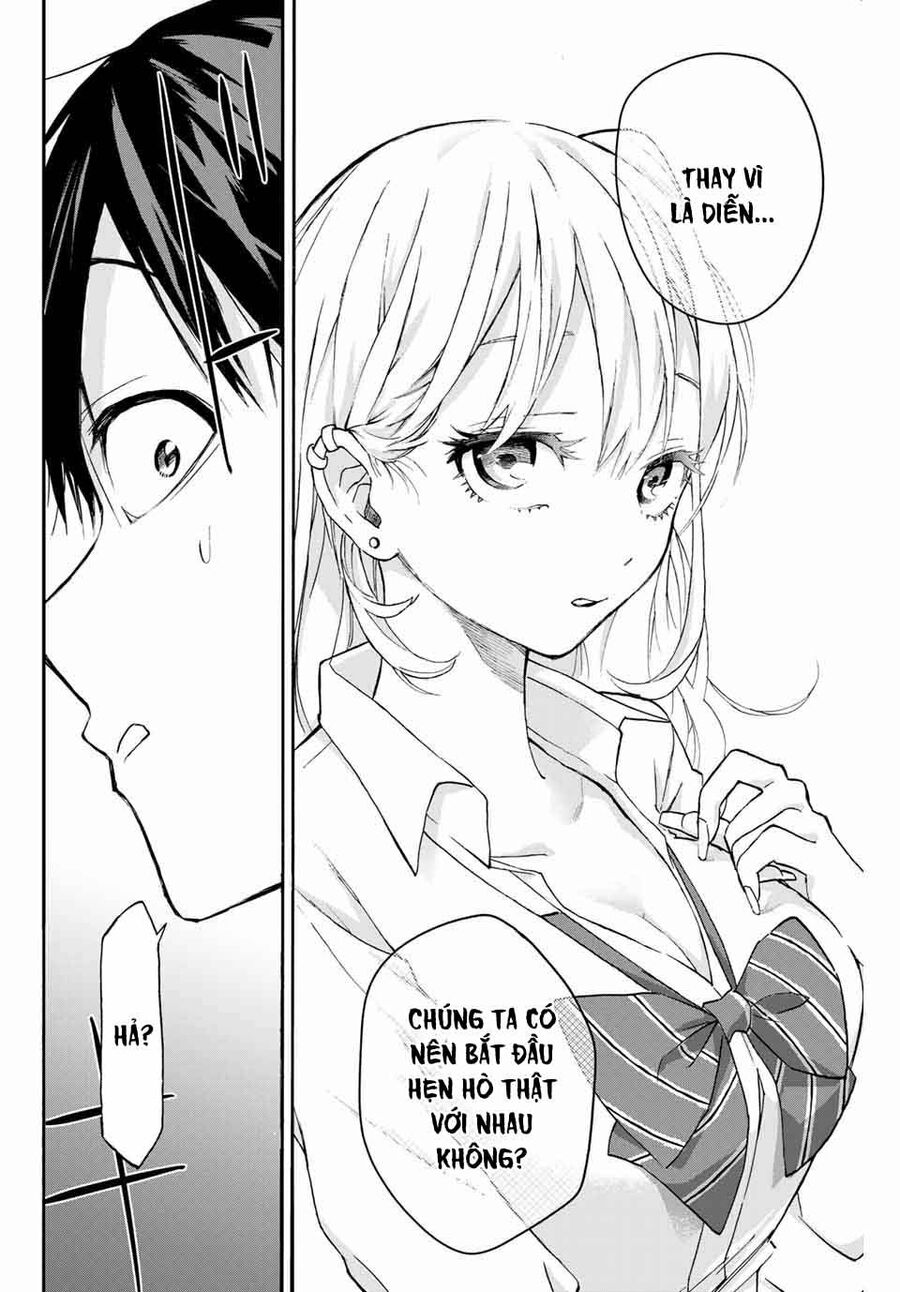 THAY VÌ
LÀ DIỄN...
CHÚNG TA CÓ
NÊN BẮT ĐẦU
HẸN HÒ THẬT
VỚI NHAU
KHÔNG?
HẢ?